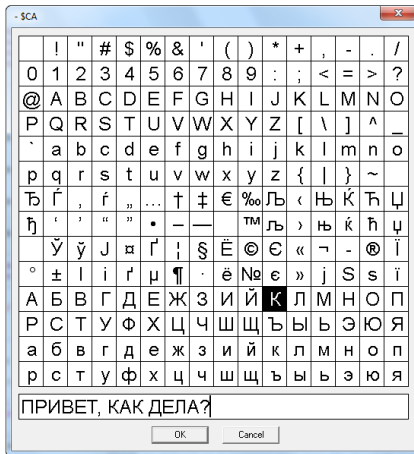 - $CA
! " # $ % & ' ( ) * + , - . /
0 1 2 3 4 5 6 7 8 9 : ; < = > ?
@ A B C D E F G H I J K L M N O
P Q R S T U V W X Y Z [ \ ] ^ _
` a b c d e f g h i j k l m n o
p q r s t u v w x y z { | } ~
Ђ Ѓ ‚ ѓ „ … † ‡ € ‰ Љ ‹ Њ Ќ Ћ Џ
ђ ‘ ’ “ ” • – — ™ љ › њ ќ ћ џ
Ў ў Ј ¤ Ґ ¦ § Ё © Є « ¬ - ® Ї
° ± І і ґ µ ¶ · ё № є » ј Ѕ ѕ ї
А Б В Г Д Е Ж З И Й К Л М Н О П
Р С Т У Ф Х Ц Ч Ш Щ Ъ Ы Ь Э Ю Я
а б в г д е ж з и й к л м н о п
р с т у ф х ц ч ш щ ъ ы ь э ю я
ПРИВЕТ, КАК ДЕЛА?
OK Cancel